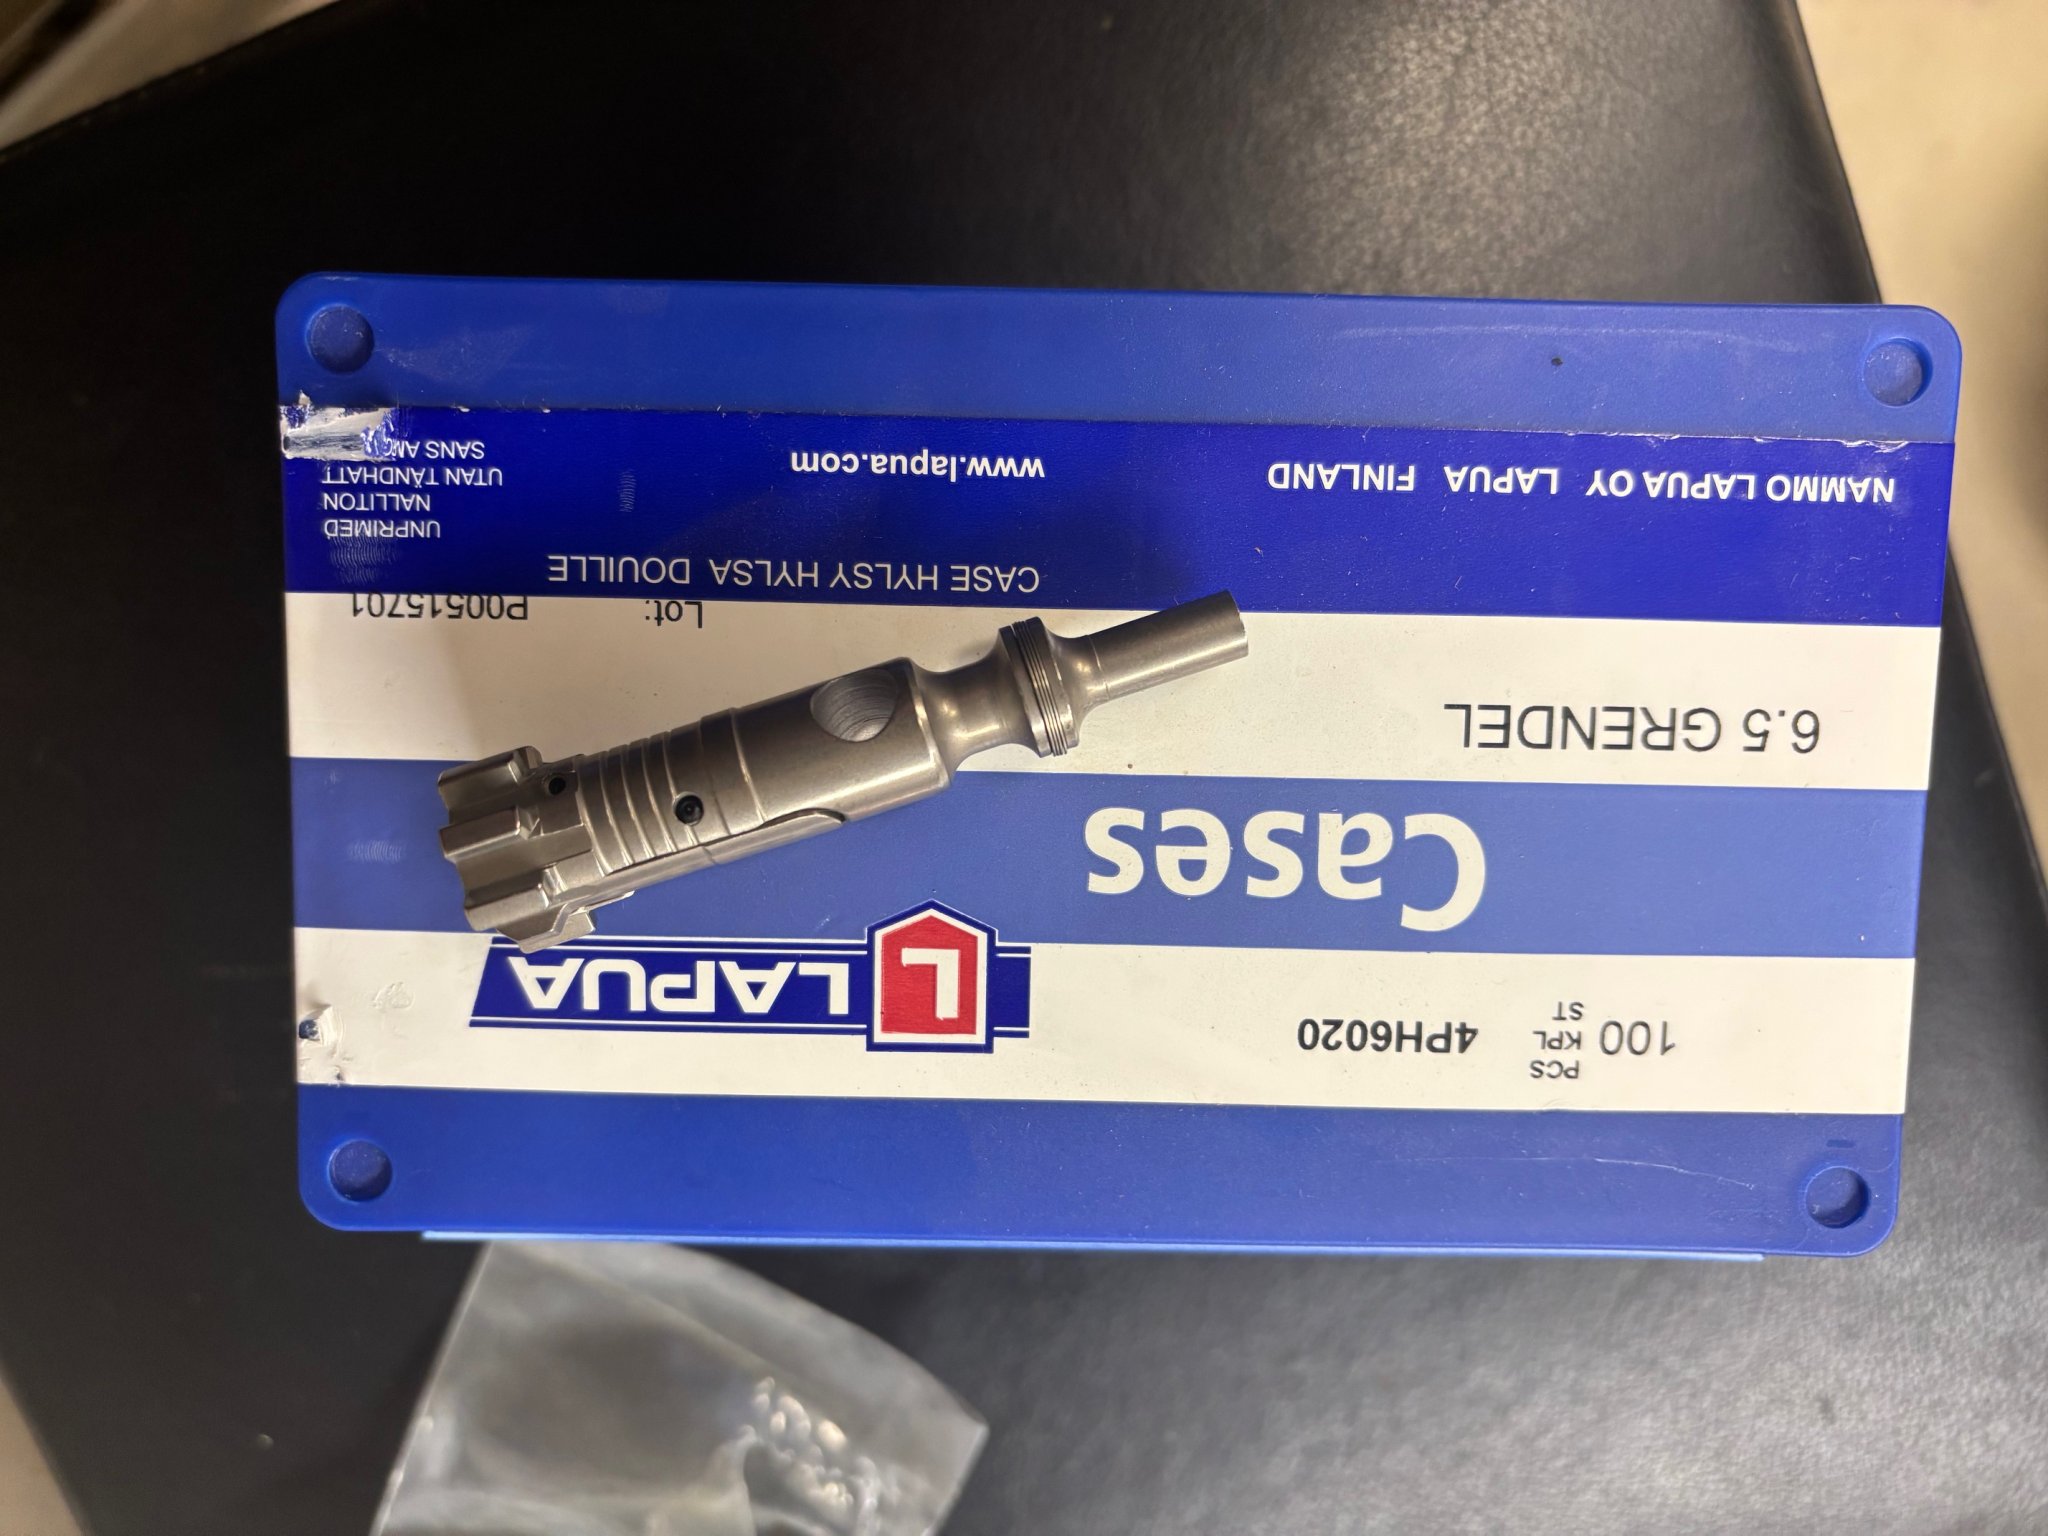 100 PCS KPL ST
4PH6020
L LAPUA
Cases
6.5 GRENDEL
Lot: P00515701
CASE HYLSY HYLSA DOUILLE
UNPRIMED
NALLITON
UTAN TÄNDHATT
SANS
NAMMO LAPUA OY LAPUA FINLAND
www.lapua.com